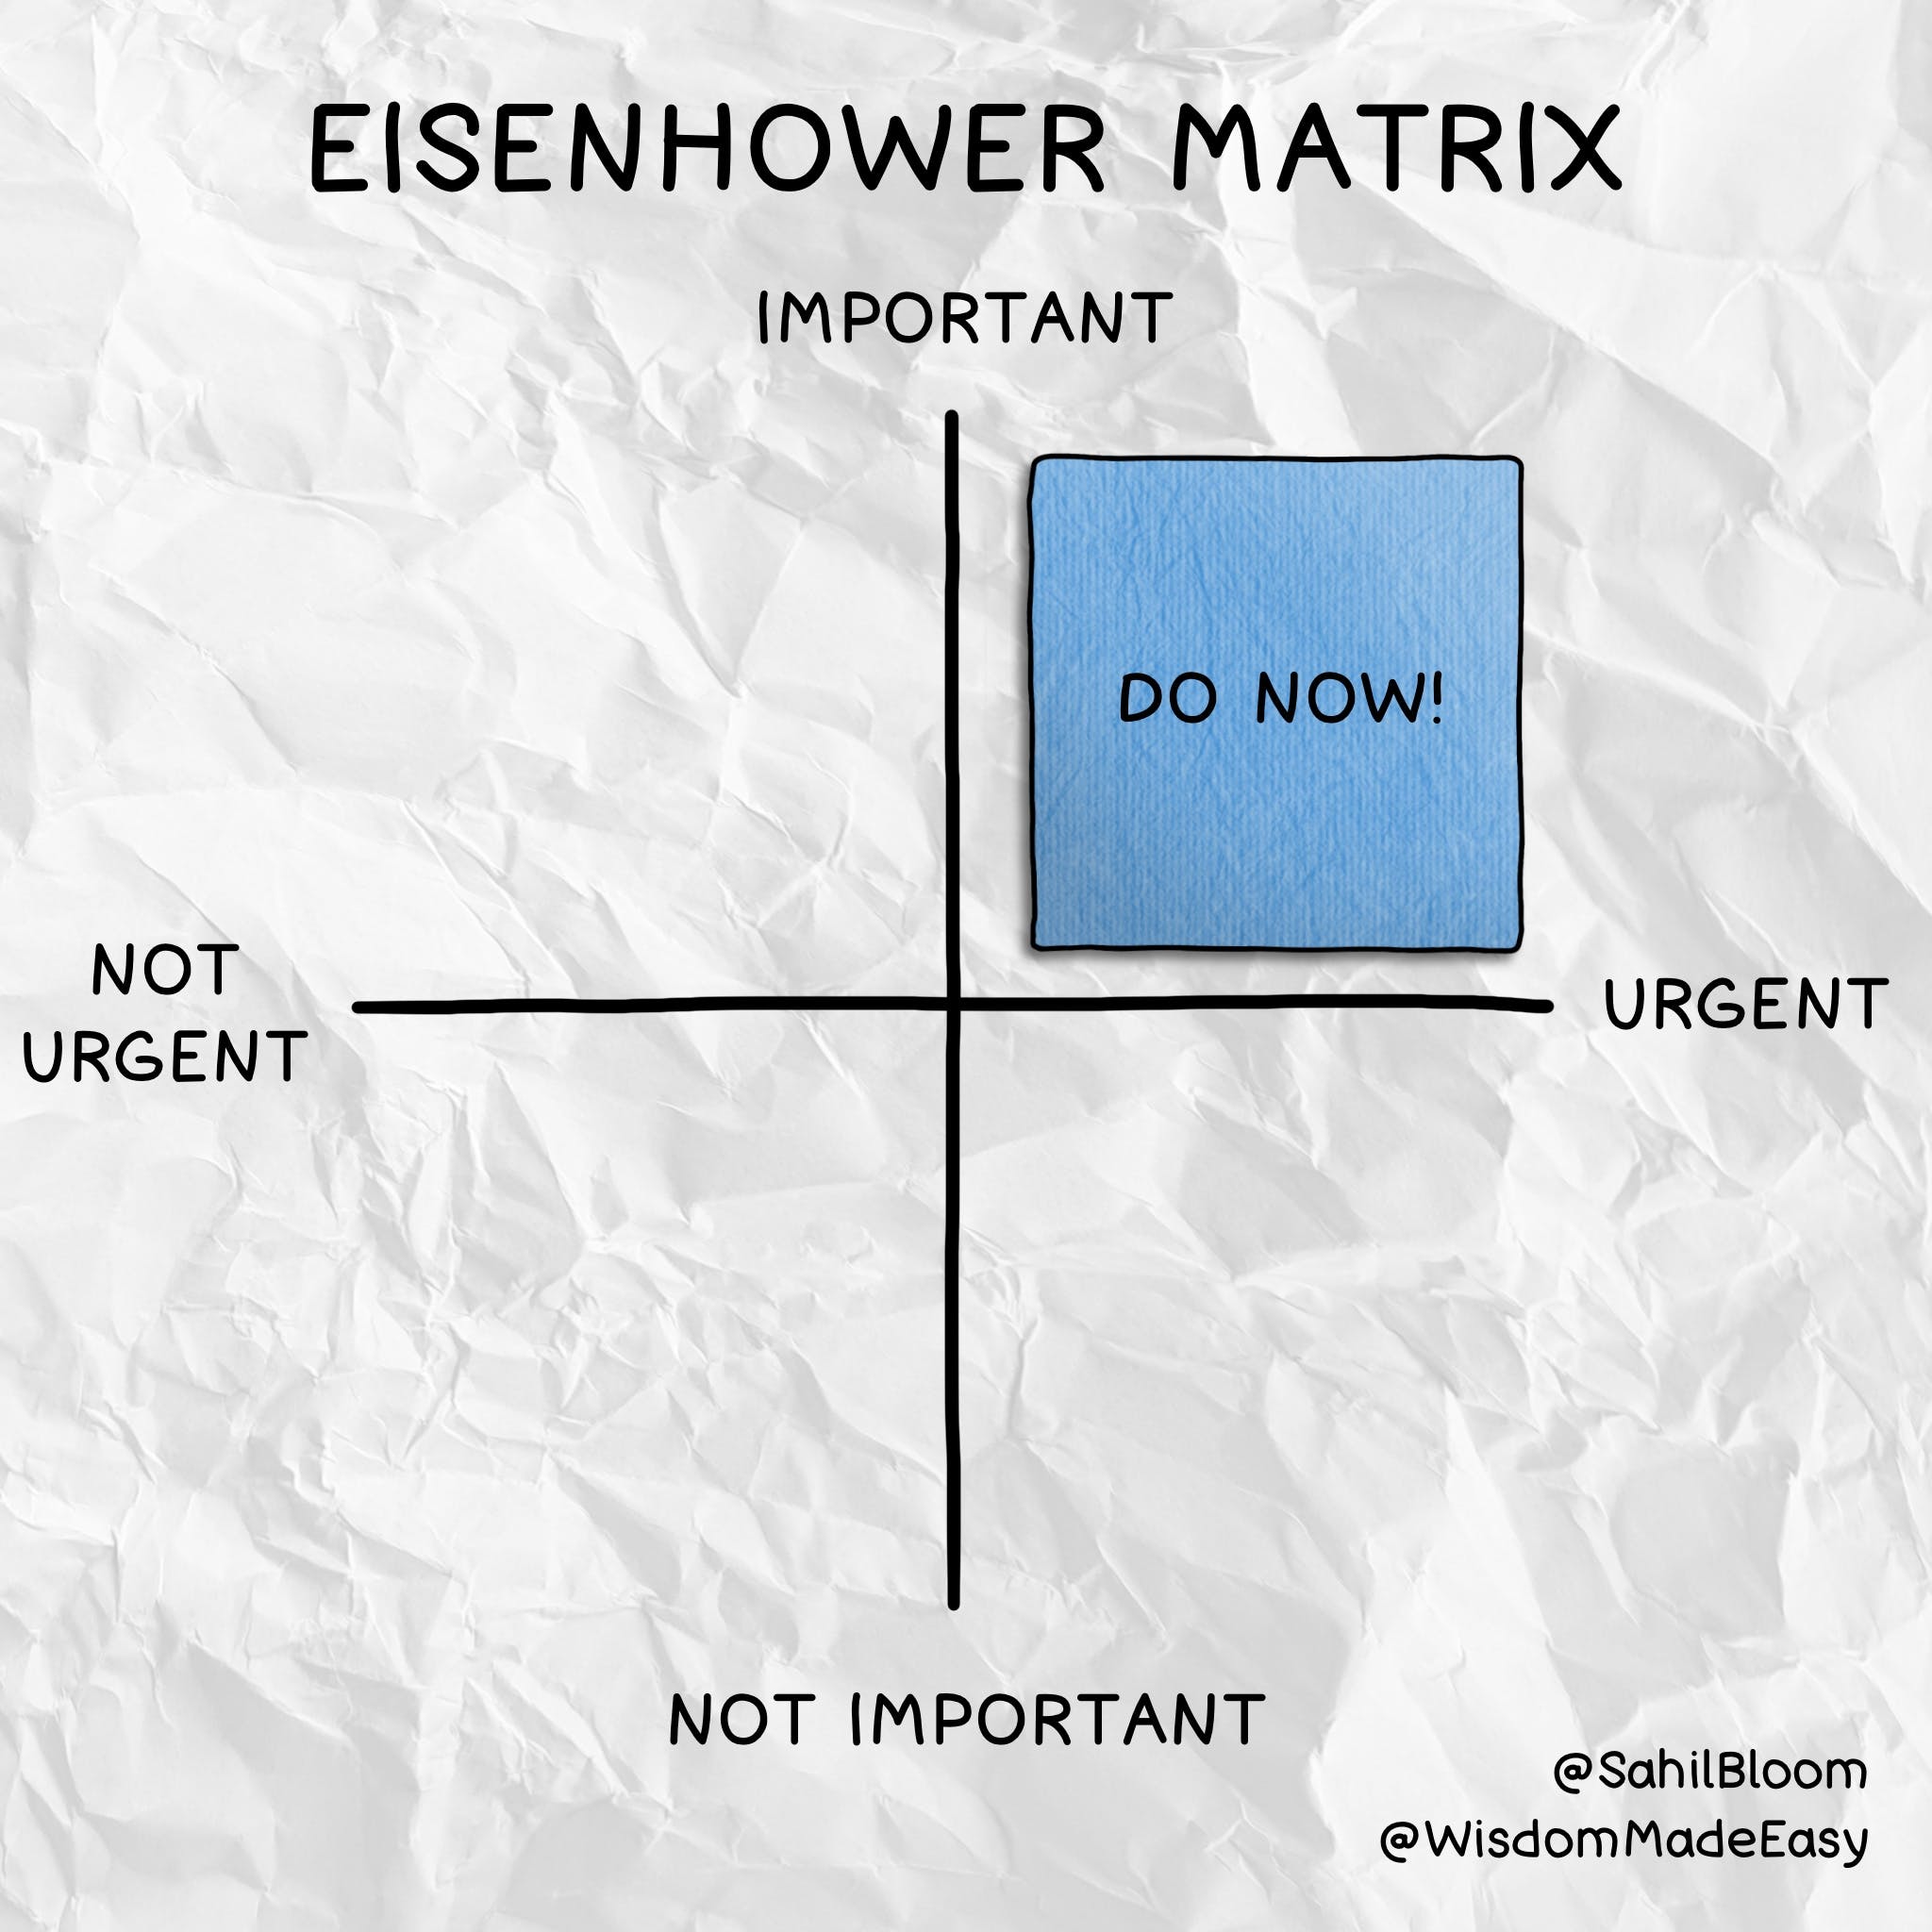 EISENHOWER MATRIX
IMPORTANT
DO NOW!
NOT
URGENT
URGENT
NOT IMPORTANT
@SahilBloom
@WisdomMadeEasy